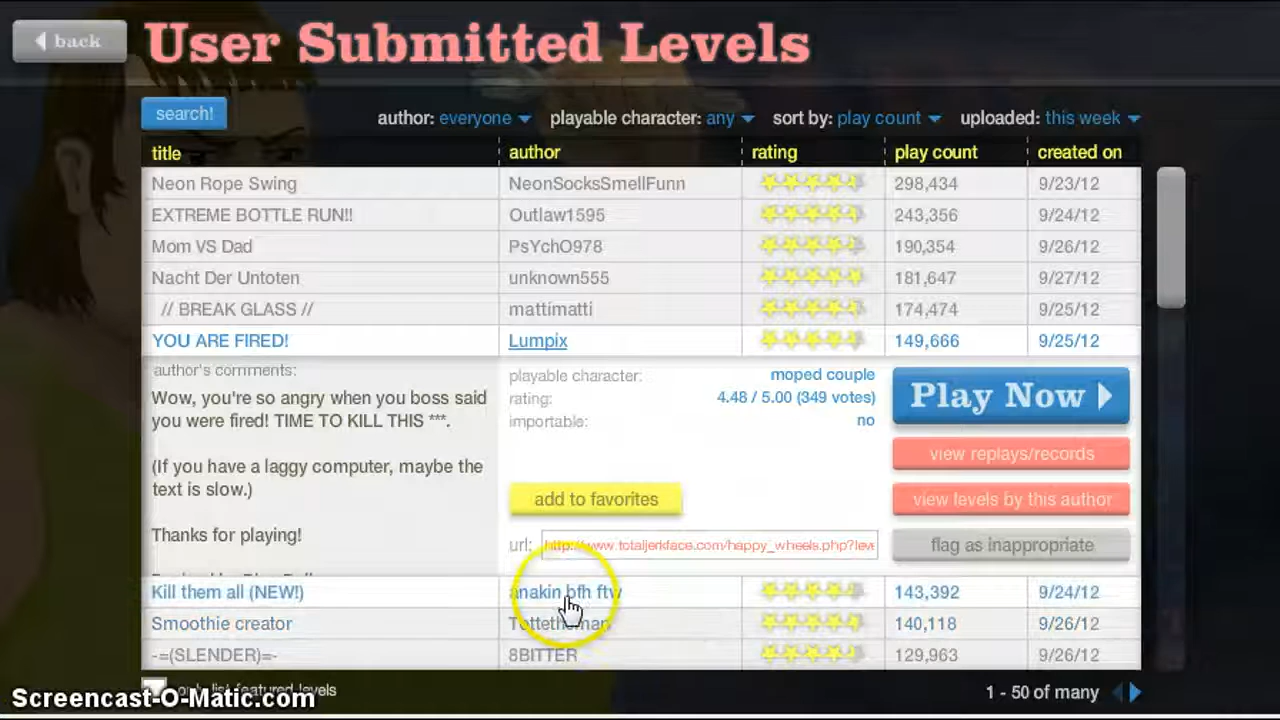 back
User Submitted Levels
search!
author: everyone playable character: any sort by: play count uploaded: this week
title author rating play count created on
Neon Rope Swing NeonSocksSmellFunn 298,434 9/23/12
EXTREME BOTTLE RUN!! Outlaw1595 243,356 9/24/12
Mom VS Dad PsYchO978 190,354 9/26/12
Nacht Der Untoten unknown555 181,647 9/27/12
// BREAK GLASS // mattimatti 174,474 9/25/12
YOU ARE FIRED! Lumpix 149,666 9/25/12
author's comments:
Wow, you're so angry when you boss said
you were fired! TIME TO KILL THIS ***.
(If you have a laggy computer, maybe the
text is slow.)
Thanks for playing!
playable character: moped couple
rating: 4.48 / 5.00 (349 votes)
importable: no
add to favorites
url: http://www.totaljerkface.com/happy_wheels.php?leve
Play Now
view replays/records
view levels by this author
flag as inappropriate
Kill them all (NEW!) anakin bfh ftw 143,392 9/24/12
Smoothie creator 140,118 9/26/12
-=(SLENDER)=- 8BITTER 129,963 9/26/12
only list featured levels
1 - 50 of many
Screencast-O-Matic.com